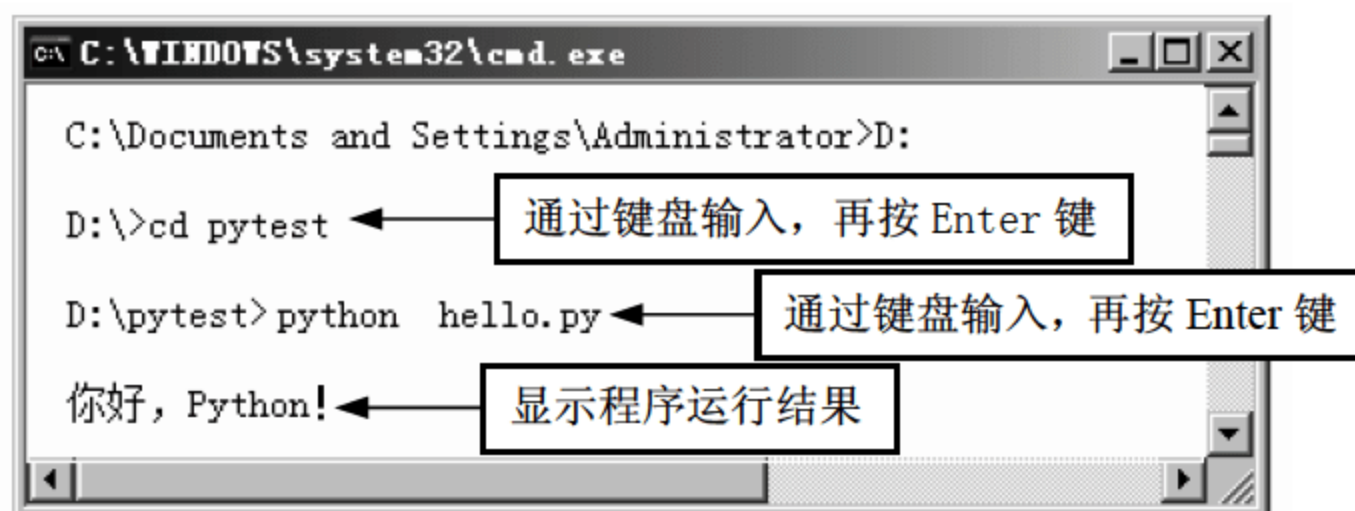 C:\WINDOWS\system32\cmd.exe
C:\Documents and Settings\Administrator>D:
D:\>cd pytest
通过键盘输入，再按 Enter 键
D:\pytest>python hello.py
通过键盘输入，再按 Enter 键
你好，Python!
显示程序运行结果